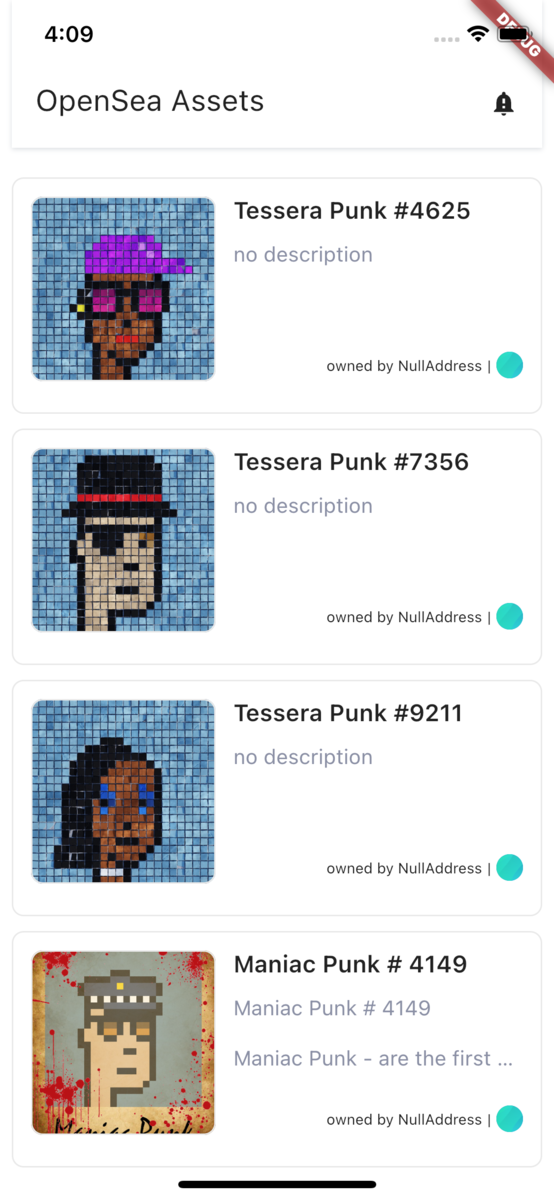 4:09
DEBUG
OpenSea Assets
Tessera Punk #4625
no description
owned by NullAddress |
Tessera Punk #7356
no description
owned by NullAddress |
Tessera Punk #9211
no description
owned by NullAddress |
Maniac Punk # 4149
Maniac Punk # 4149
Maniac Punk - are the first ...
owned by NullAddress |
Maniac Punk